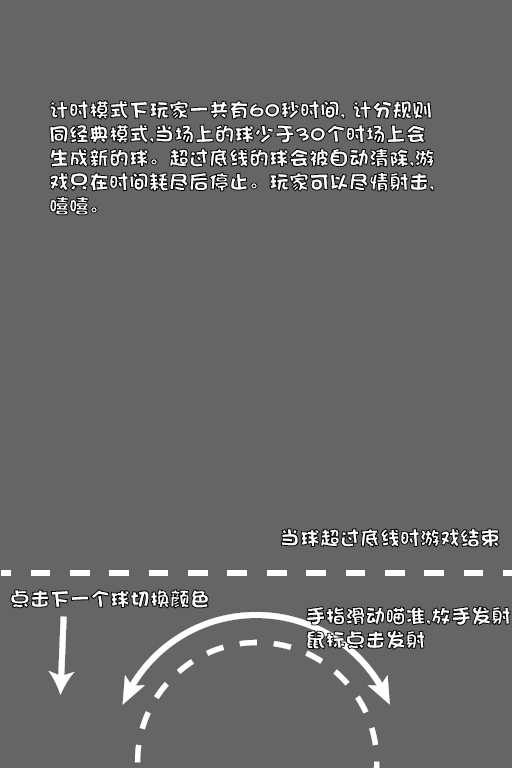 计时模式下玩家一共有60秒时间, 计分规则
同经典模式,当场上的球少于30个时场上会
生成新的球。超过底线的球会被自动清除,游
戏只在时间耗尽后停止。玩家可以尽情射击,
嘻嘻。
当球超过底线时游戏结束
点击下一个球切换颜色
手指滑动瞄准,放手发射
鼠标点击发射